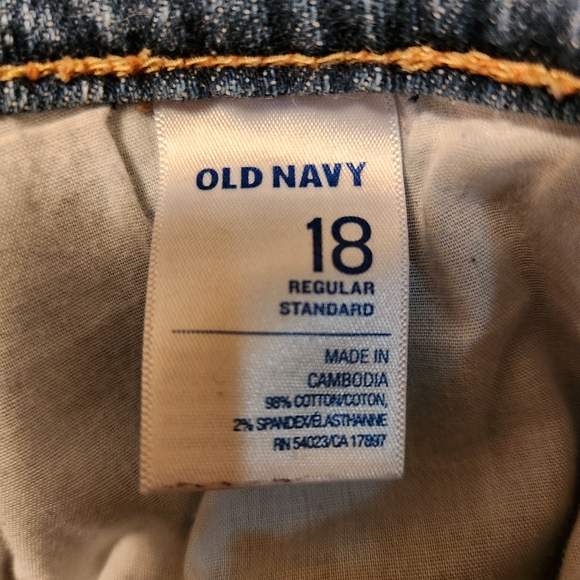 OLD NAVY
18
REGULAR
STANDARD
MADE IN
CAMBODIA
98% COTTON/COTON,
2% SPANDEX/ÉLASTHANNE
RN 54023/CA 17897